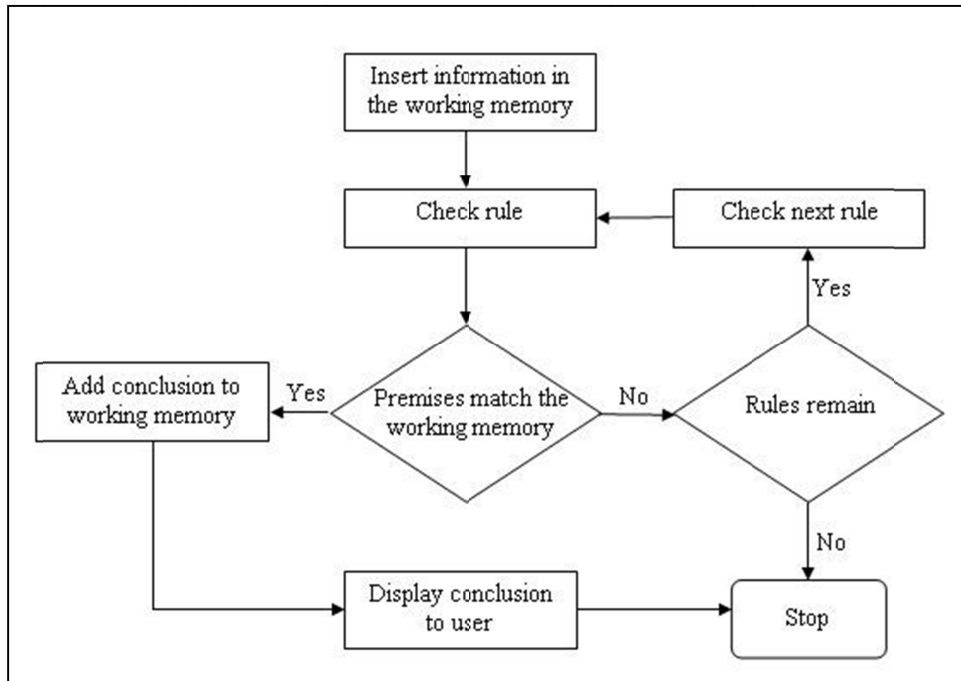 Insert information in
the working memory
Check rule
Check next rule
Yes
Add conclusion to
working memory
Yes
Premises match the
working memory
No
Rules remain
No
Display conclusion
to user
Stop